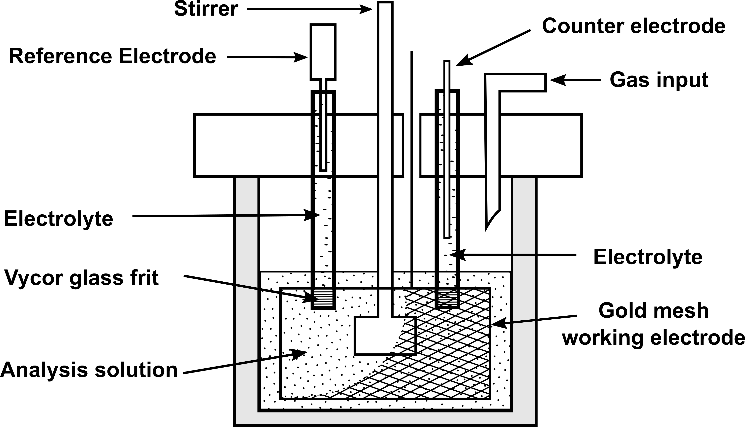 Stirrer
Counter electrode
Reference Electrode
Gas input
Electrolyte
Electrolyte
Vycor glass frit
Gold mesh
working electrode
Analysis solution